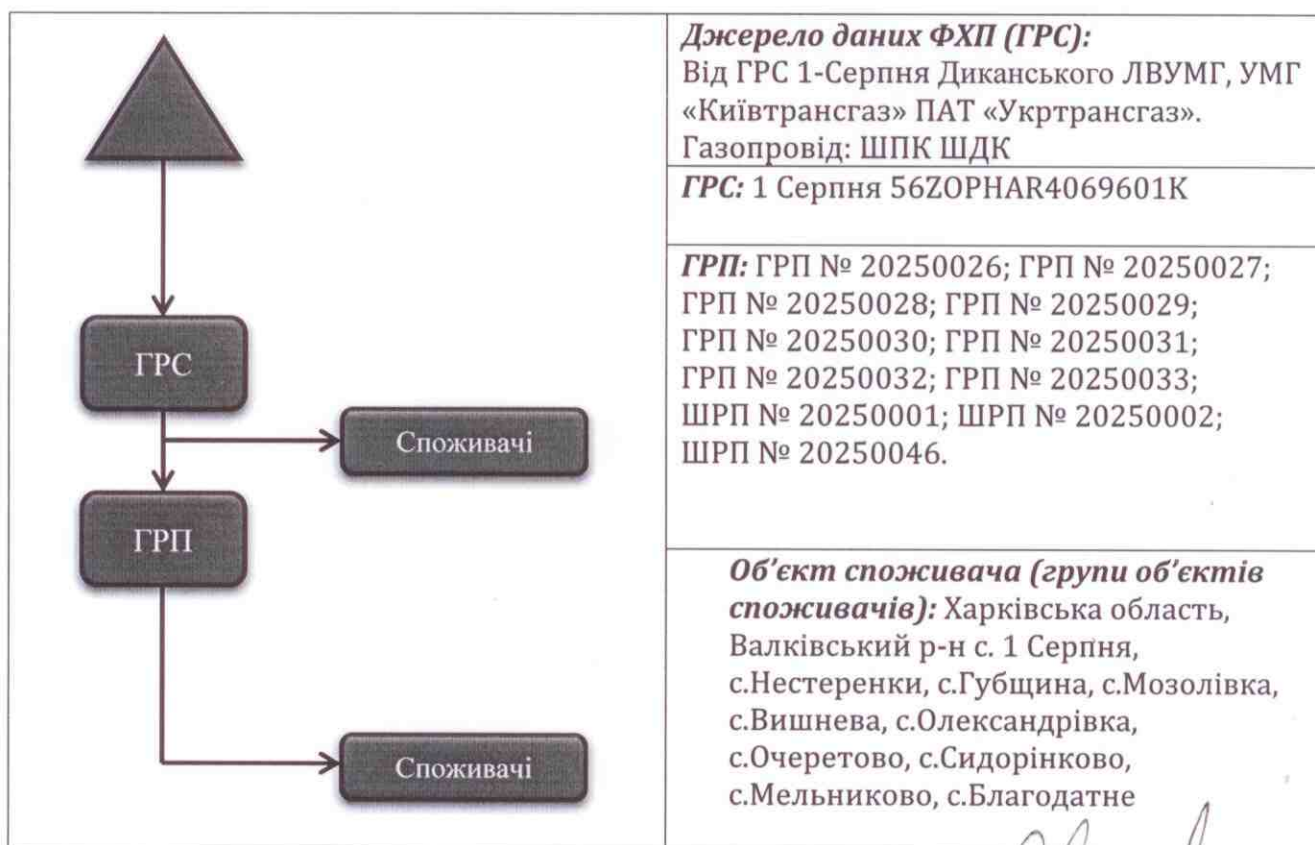 ГРС
Споживачі
ГРП
Споживачі
Джерело даних ФХП (ГРС):
Від ГРС 1-Серпня Диканського ЛВУМГ, УМГ
«Київтрансгаз» ПАТ «Укртрансгаз».
Газопровід: ШПК ШДК
ГРС: 1 Серпня 56ZOPHAR4069601K
ГРП: ГРП № 20250026; ГРП № 20250027;
ГРП № 20250028; ГРП № 20250029;
ГРП № 20250030; ГРП № 20250031;
ГРП № 20250032; ГРП № 20250033;
ШРП № 20250001; ШРП № 20250002;
ШРП № 20250046.
Об’єкт споживача (групи об’єктів
споживачів): Харківська область,
Валківський р-н с. 1 Серпня,
с.Нестеренки, с.Губщина, с.Мозолівка,
с.Вишнева, с.Олександрівка,
с.Очеретово, с.Сидорінково,
с.Мельниково, с.Благодатне